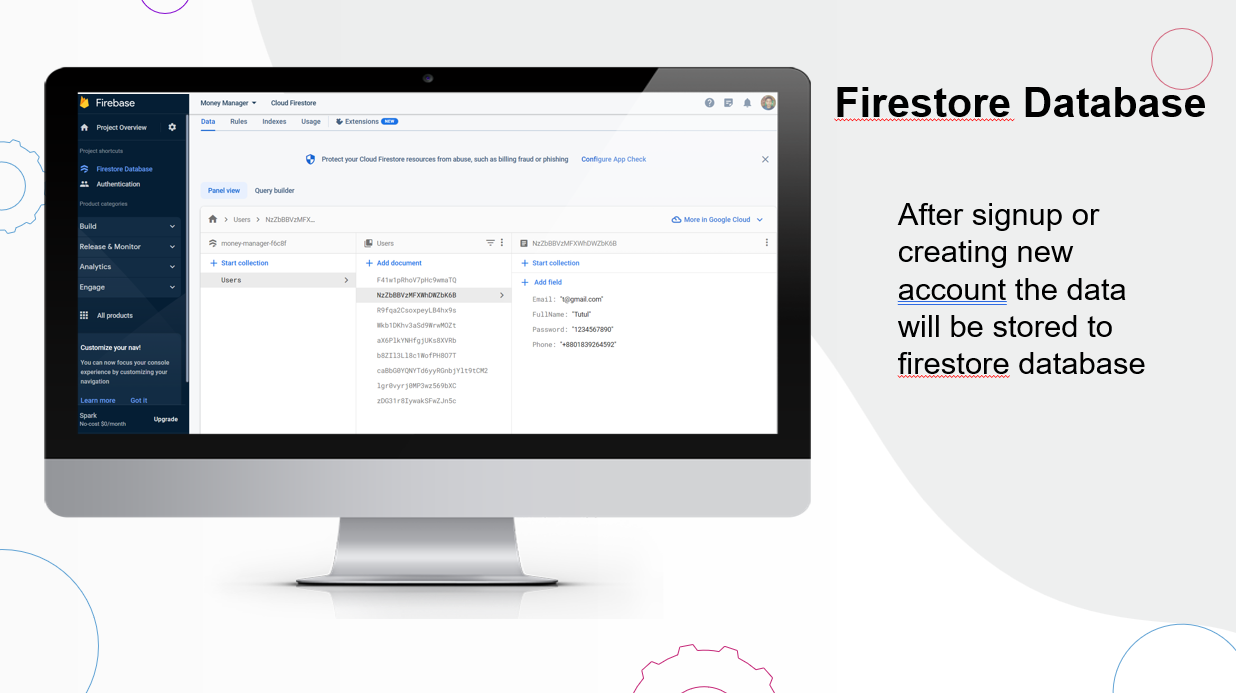 Firestore Database
After signup or
creating new
account the data
will be stored to
firestore database
Firebase
Project Overview
Project shortcuts
Firestore Database
Authentication
Product categories
Build
Release & Monitor
Analytics
Engage
All products
Customize your nav!
You can now focus your console
experience by customizing your
navigation
Learn more Got it
Spark
No-cost $0/month
Upgrade
Money Manager Cloud Firestore
Data Rules Indexes Usage Extensions NEW
Protect your Cloud Firestore resources from abuse, such as billing fraud or phishing Configure App Check
Panel view Query builder
Users NzZbBBVzMFX...
More in Google Cloud
money-manager-f6c8f
Start collection
Users
Users
Add document
F41w1pRhoV7pHc9wmaTQ
NzZbBBVzMFXWhDWZbK6B
R9fqa2CsoxpeyLB4hx9s
Wkb1DKhv3aSd9WrwMOZt
aX6PlkYNHfgjUKs8XVRb
b8ZIl3Ll8c1WofPH8O7T
caBbG0YQNYTd6yyRGnbjYlt9tCM2
lgr0vyrj0MP3wz569bXC
zDG31r8IywakSFwZJn5c
NzZbBBVzMFXWhDWZbK6B
Start collection
Add field
Email: "t@gmail.com"
FullName: "Tutul"
Password: "1234567890"
Phone: "+8801839264592"